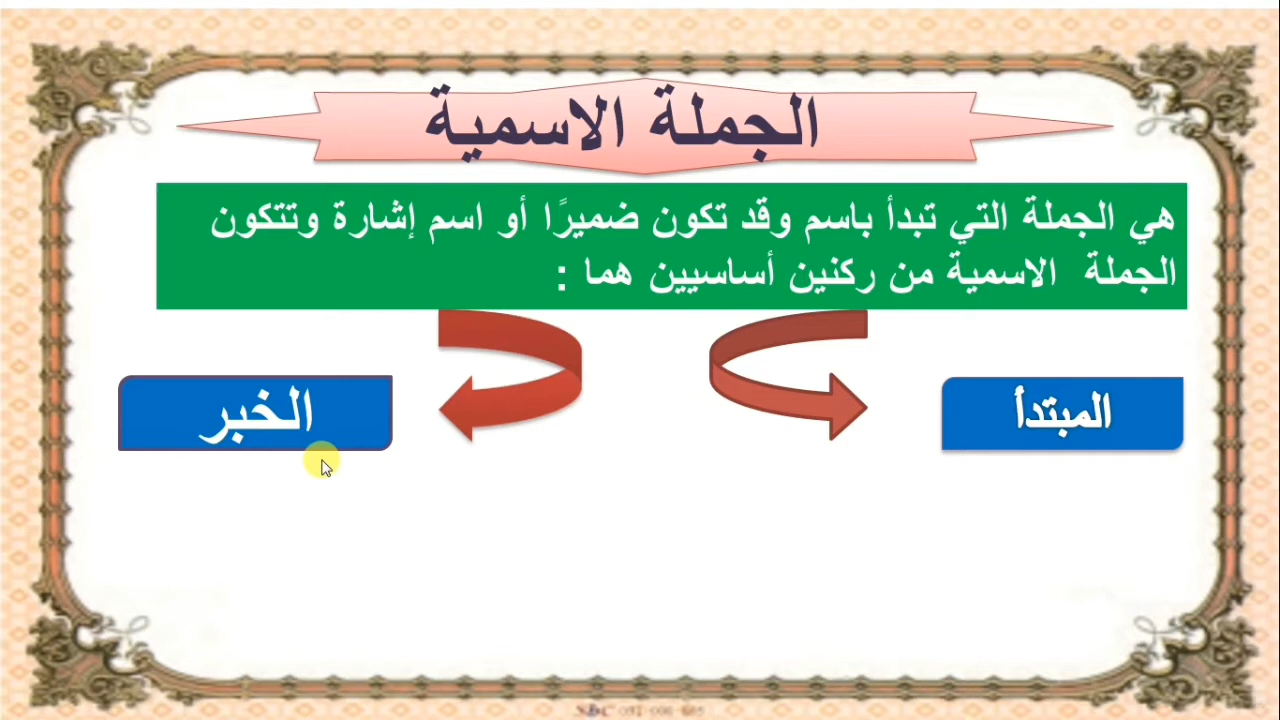 الجملة الاسمية
هي الجملة التي تبدأ باسم وقد تكون ضميرًا أو اسم إشارة وتتكون
الجملة الاسمية من ركنين أساسيين هما :
المبتدأ
الخبر